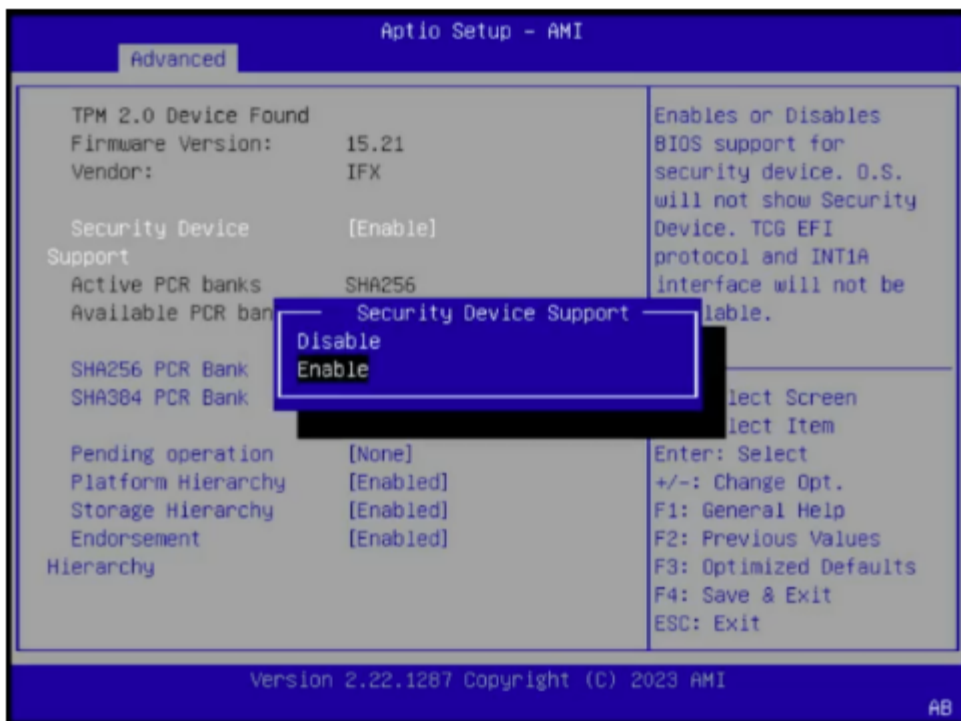 Aptio Setup - AMI
Advanced
TPM 2.0 Device Found
Firmware Version: 15.21
Vendor: IFX
Security Device [Enable]
Support
Active PCR banks SHA256
Available PCR ban
SHA256 PCR Bank
SHA384 PCR Bank
Pending operation [None]
Platform Hierarchy [Enabled]
Storage Hierarchy [Enabled]
Endorsement [Enabled]
Hierarchy
Security Device Support
Disable
Enable
Enables or Disables
BIOS support for
security device. O.S.
will not show Security
Device. TCG EFI
protocol and INT1A
interface will not be
lable.
lect Screen
lect Item
Enter: Select
+/-: Change Opt.
F1: General Help
F2: Previous Values
F3: Optimized Defaults
F4: Save & Exit
ESC: Exit
Version 2.22.1287 Copyright (C) 2023 AMI
AB